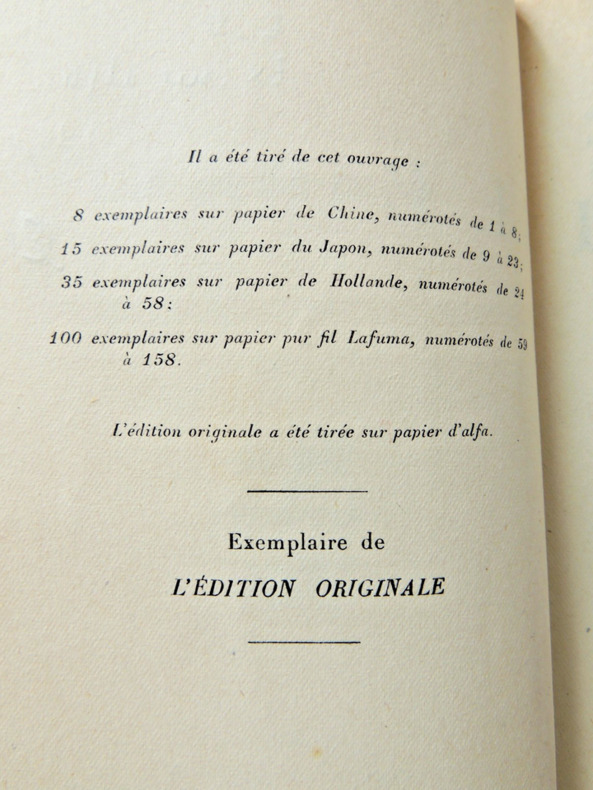 Il a été tiré de cet ouvrage :
8 exemplaires sur papier de Chine, numérotés de 1 à 8;
15 exemplaires sur papier du Japon, numérotés de 9 à 23;
35 exemplaires sur papier de Hollande, numérotés de 24
à 58;
100 exemplaires sur papier pur fil Lafuma, numérotés de 59
à 158.
L'édition originale a été tirée sur papier d'alfa.
Exemplaire de
L'ÉDITION ORIGINALE